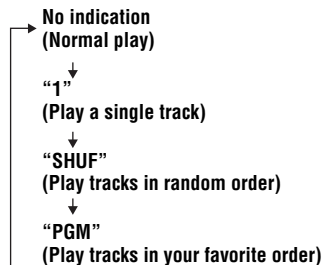 No indication
(Normal play)
“1”
(Play a single track)
“SHUF”
(Play tracks in random order)
“PGM”
(Play tracks in your favorite order)